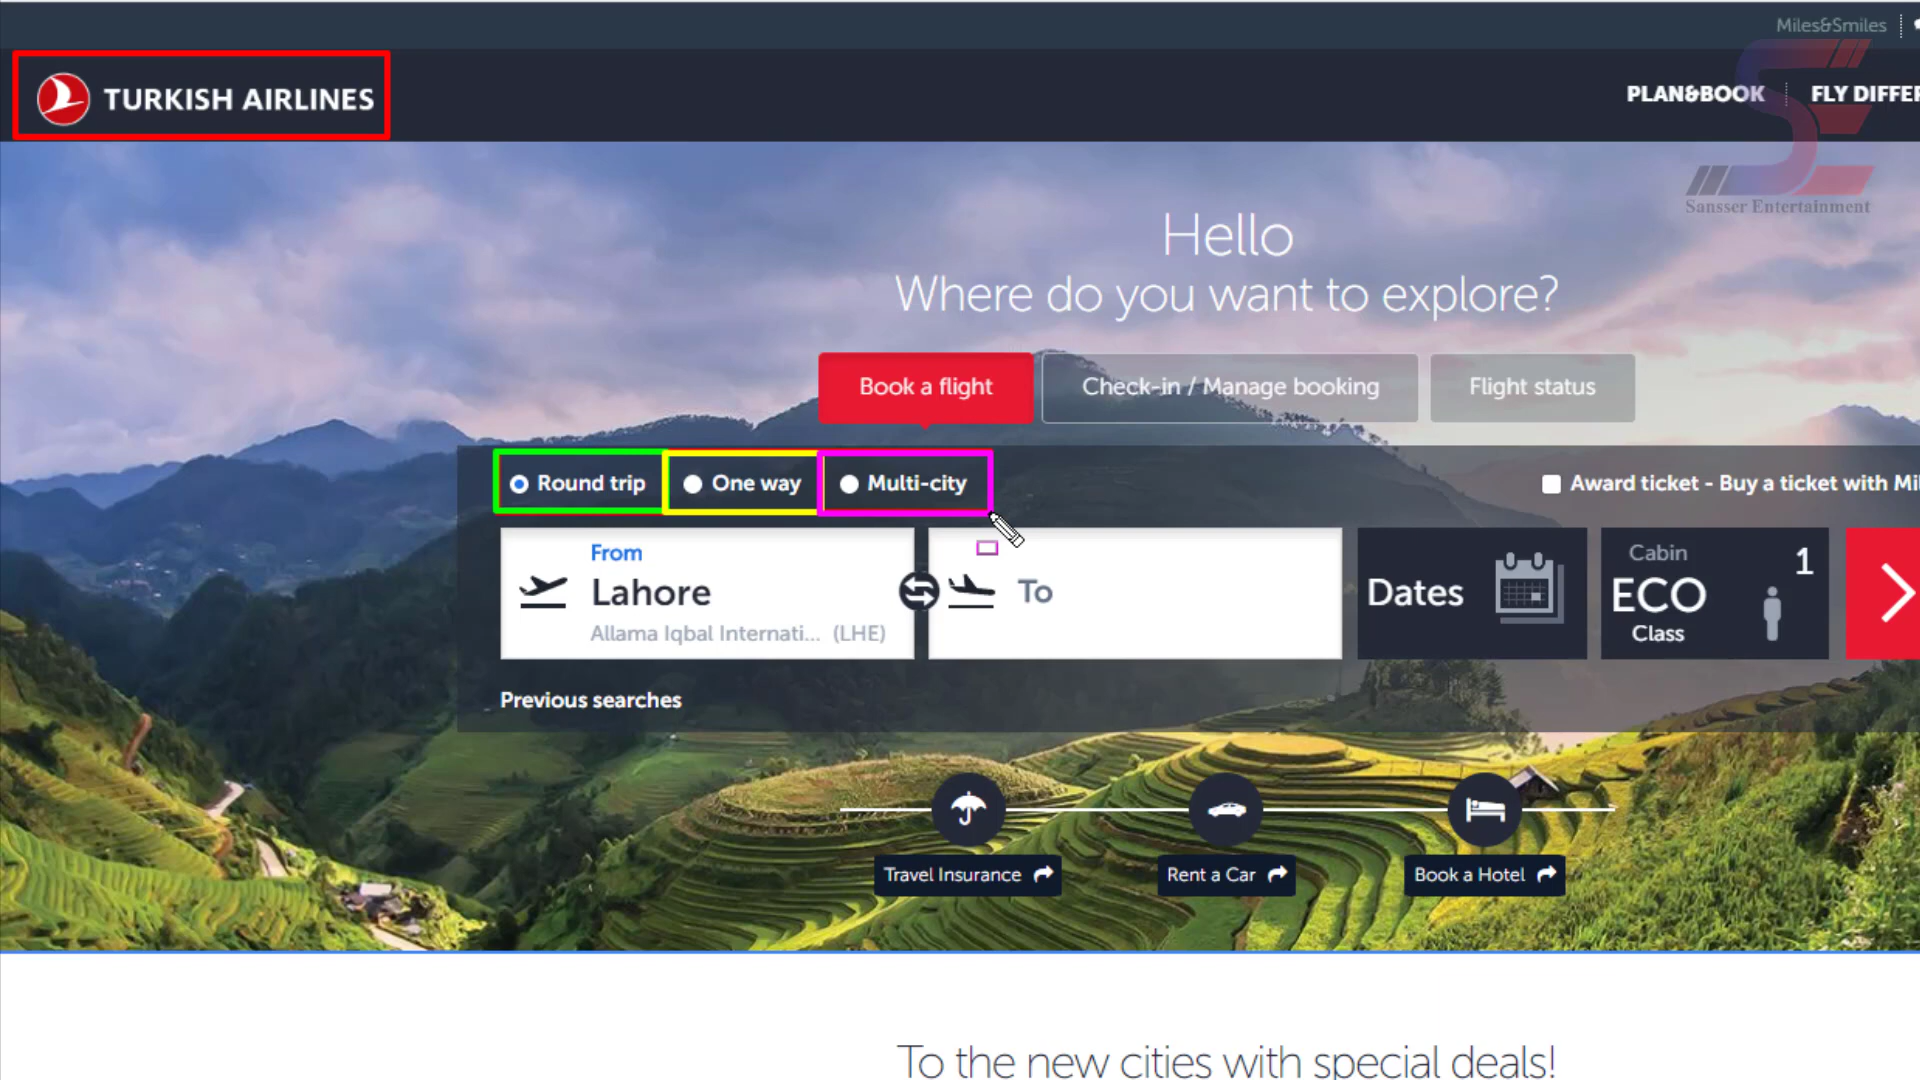 Miles&Smiles
TURKISH AIRLINES
PLAN&BOOK
FLY DIFFER
Sansser Entertainment
Hello
Where do you want to explore?
Book a flight
Check-in / Manage booking
Flight status
Round trip
One way
Multi-city
Award ticket - Buy a ticket with Mil
From
Lahore
Allama Iqbal Internati... (LHE)
To
Dates
Cabin
1
ECO
Class
Previous searches
Travel Insurance
Rent a Car
Book a Hotel
To the new cities with special deals!